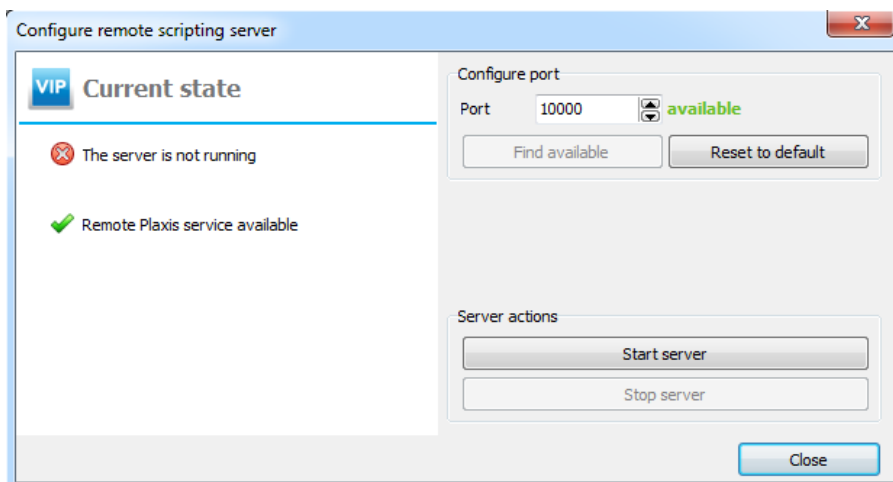 Configure remote scripting server
X
VIP Current state
The server is not running
Remote Plaxis service available
Configure port
Port 10000 available
Find available Reset to default
Server actions
Start server
Stop server
Close